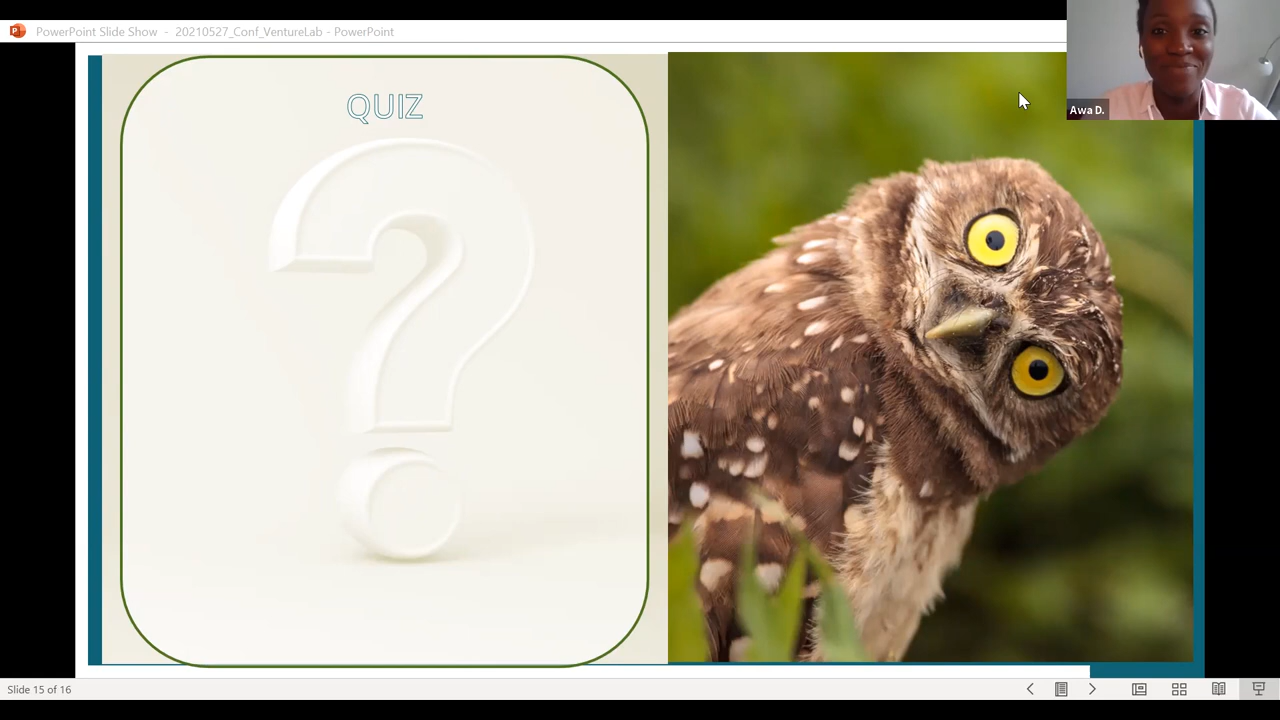 PowerPoint Slide Show - 20210527_Conf_VentureLab - PowerPoint
Awa D.
QUIZ
Slide 15 of 16